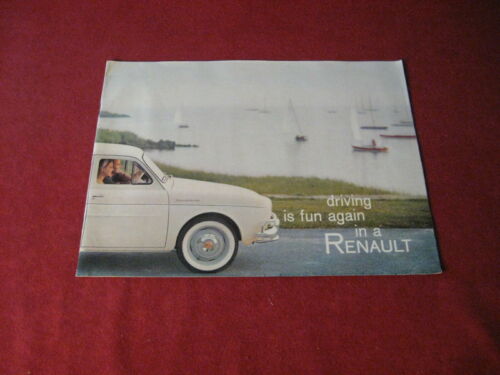 driving
is fun again
in a
RENAULT